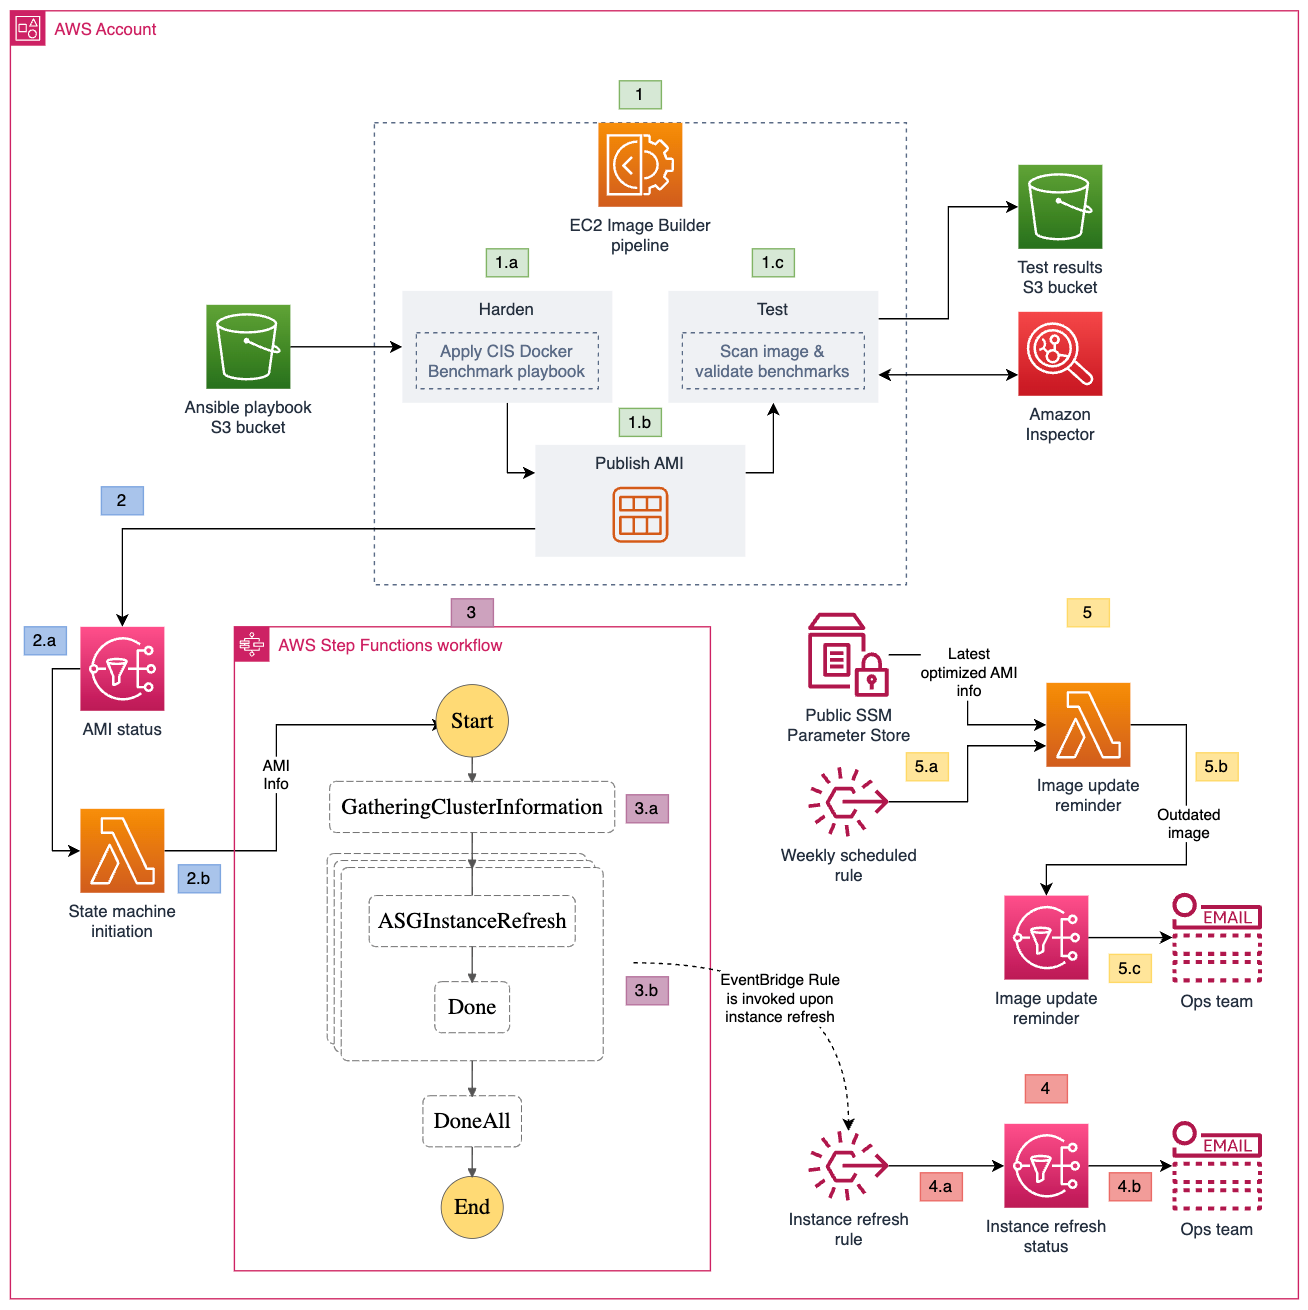 AWS Account
1
EC2 Image Builder
pipeline
1.a
1.c
Harden
Apply CIS Docker
Benchmark playbook
Test
Scan image &
validate benchmarks
Test results
S3 bucket
Ansible playbook
S3 bucket
Amazon
Inspector
1.b
Publish AMI
2
2.a
AMI status
State machine
initiation
2.b
AMI
Info
3
AWS Step Functions workflow
Start
GatheringClusterInformation
3.a
ASGInstanceRefresh
Done
3.b
DoneAll
End
EventBridge Rule
is invoked upon
instance refresh
5
Public SSM
Parameter Store
Latest
optimized AMI
info
5.a
Weekly scheduled
rule
Image update
reminder
5.b
Outdated
image
Image update
reminder
5.c
EMAIL
Ops team
4
Instance refresh
rule
4.a
Instance refresh
status
4.b
EMAIL
Ops team